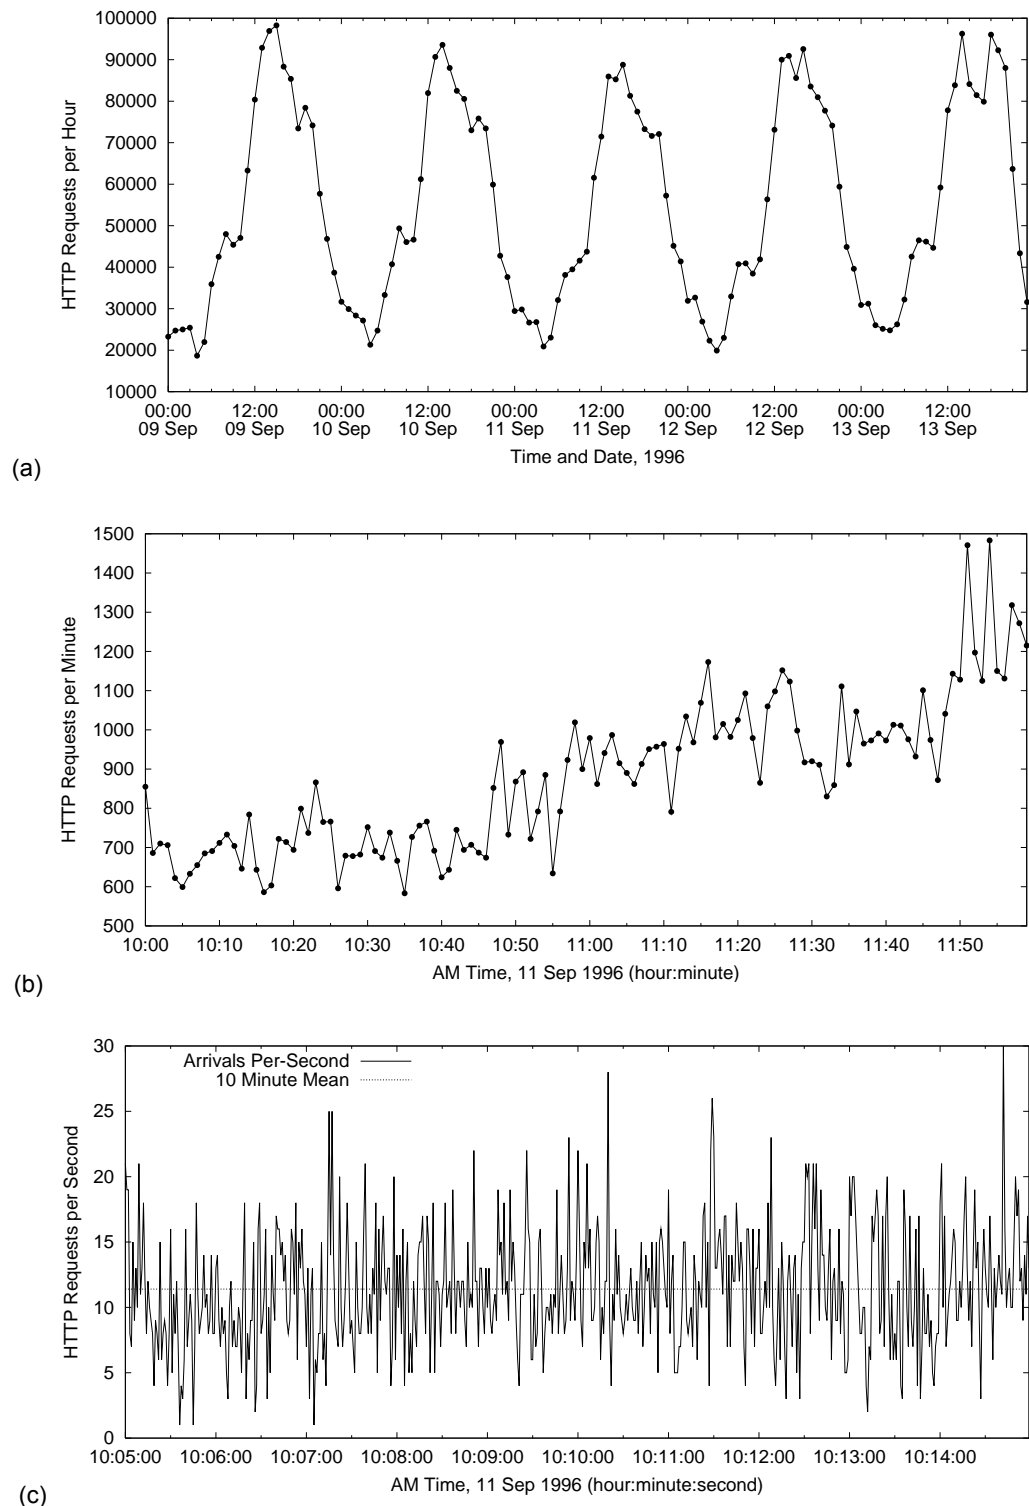 100000
90000
80000
70000
60000
50000
40000
30000
20000
10000
HTTP Requests per Hour
00:00 12:00 00:00 12:00 00:00 12:00 00:00 12:00 00:00 12:00
09 Sep 09 Sep 10 Sep 10 Sep 11 Sep 11 Sep 12 Sep 12 Sep 13 Sep 13 Sep
Time and Date, 1996
(a)
1500
1400
1300
1200
1100
1000
900
800
700
600
500
HTTP Requests per Minute
10:00 10:10 10:20 10:30 10:40 10:50 11:00 11:10 11:20 11:30 11:40 11:50
AM Time, 11 Sep 1996 (hour:minute)
(b)
30
25
20
15
10
5
0
HTTP Requests per Second
Arrivals Per-Second
10 Minute Mean
10:05:00 10:06:00 10:07:00 10:08:00 10:09:00 10:10:00 10:11:00 10:12:00 10:13:00 10:14:00
AM Time, 11 Sep 1996 (hour:minute:second)
(c)